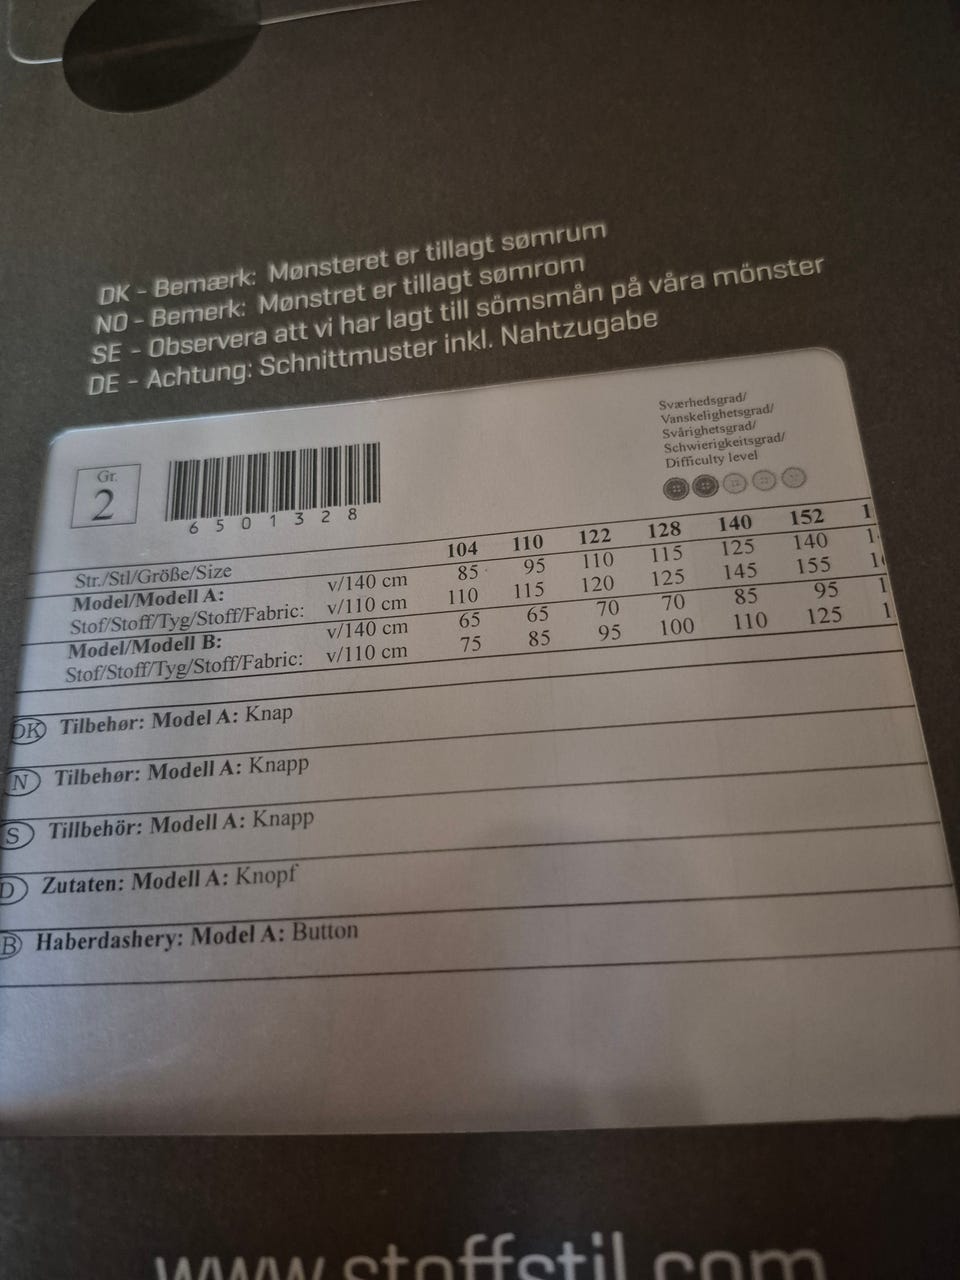 DK - Bemærk: Mønsteret er tillagt sømrum
NO - Bemerk: Mønstret er tillagt sømrom
SE - Observera att vi har lagt till sömsmån på våra mönster
DE - Achtung: Schnittmuster inkl. Nahtzugabe
Sværhedsgrad/
Vanskelighetsgrad/
Svårighetsgrad/
Schwierigkeitsgrad/
Difficulty level
Gr.
2
6501328
Str./Stl/Größe/Size 104 110 122 128 140 152
Model/Modell A: v/140 cm 85 95 110 115 125 140
Stof/Stoff/Tyg/Stoff/Fabric: v/110 cm 110 115 120 125 145 155
Model/Modell B: v/140 cm 65 65 70 70 85 95
Stof/Stoff/Tyg/Stoff/Fabric: v/110 cm 75 85 95 100 110 125
DK Tilbehør: Model A: Knap
N Tilbehør: Modell A: Knapp
S Tillbehör: Modell A: Knapp
D Zutaten: Modell A: Knopf
B Haberdashery: Model A: Button
www.stoffstil.com